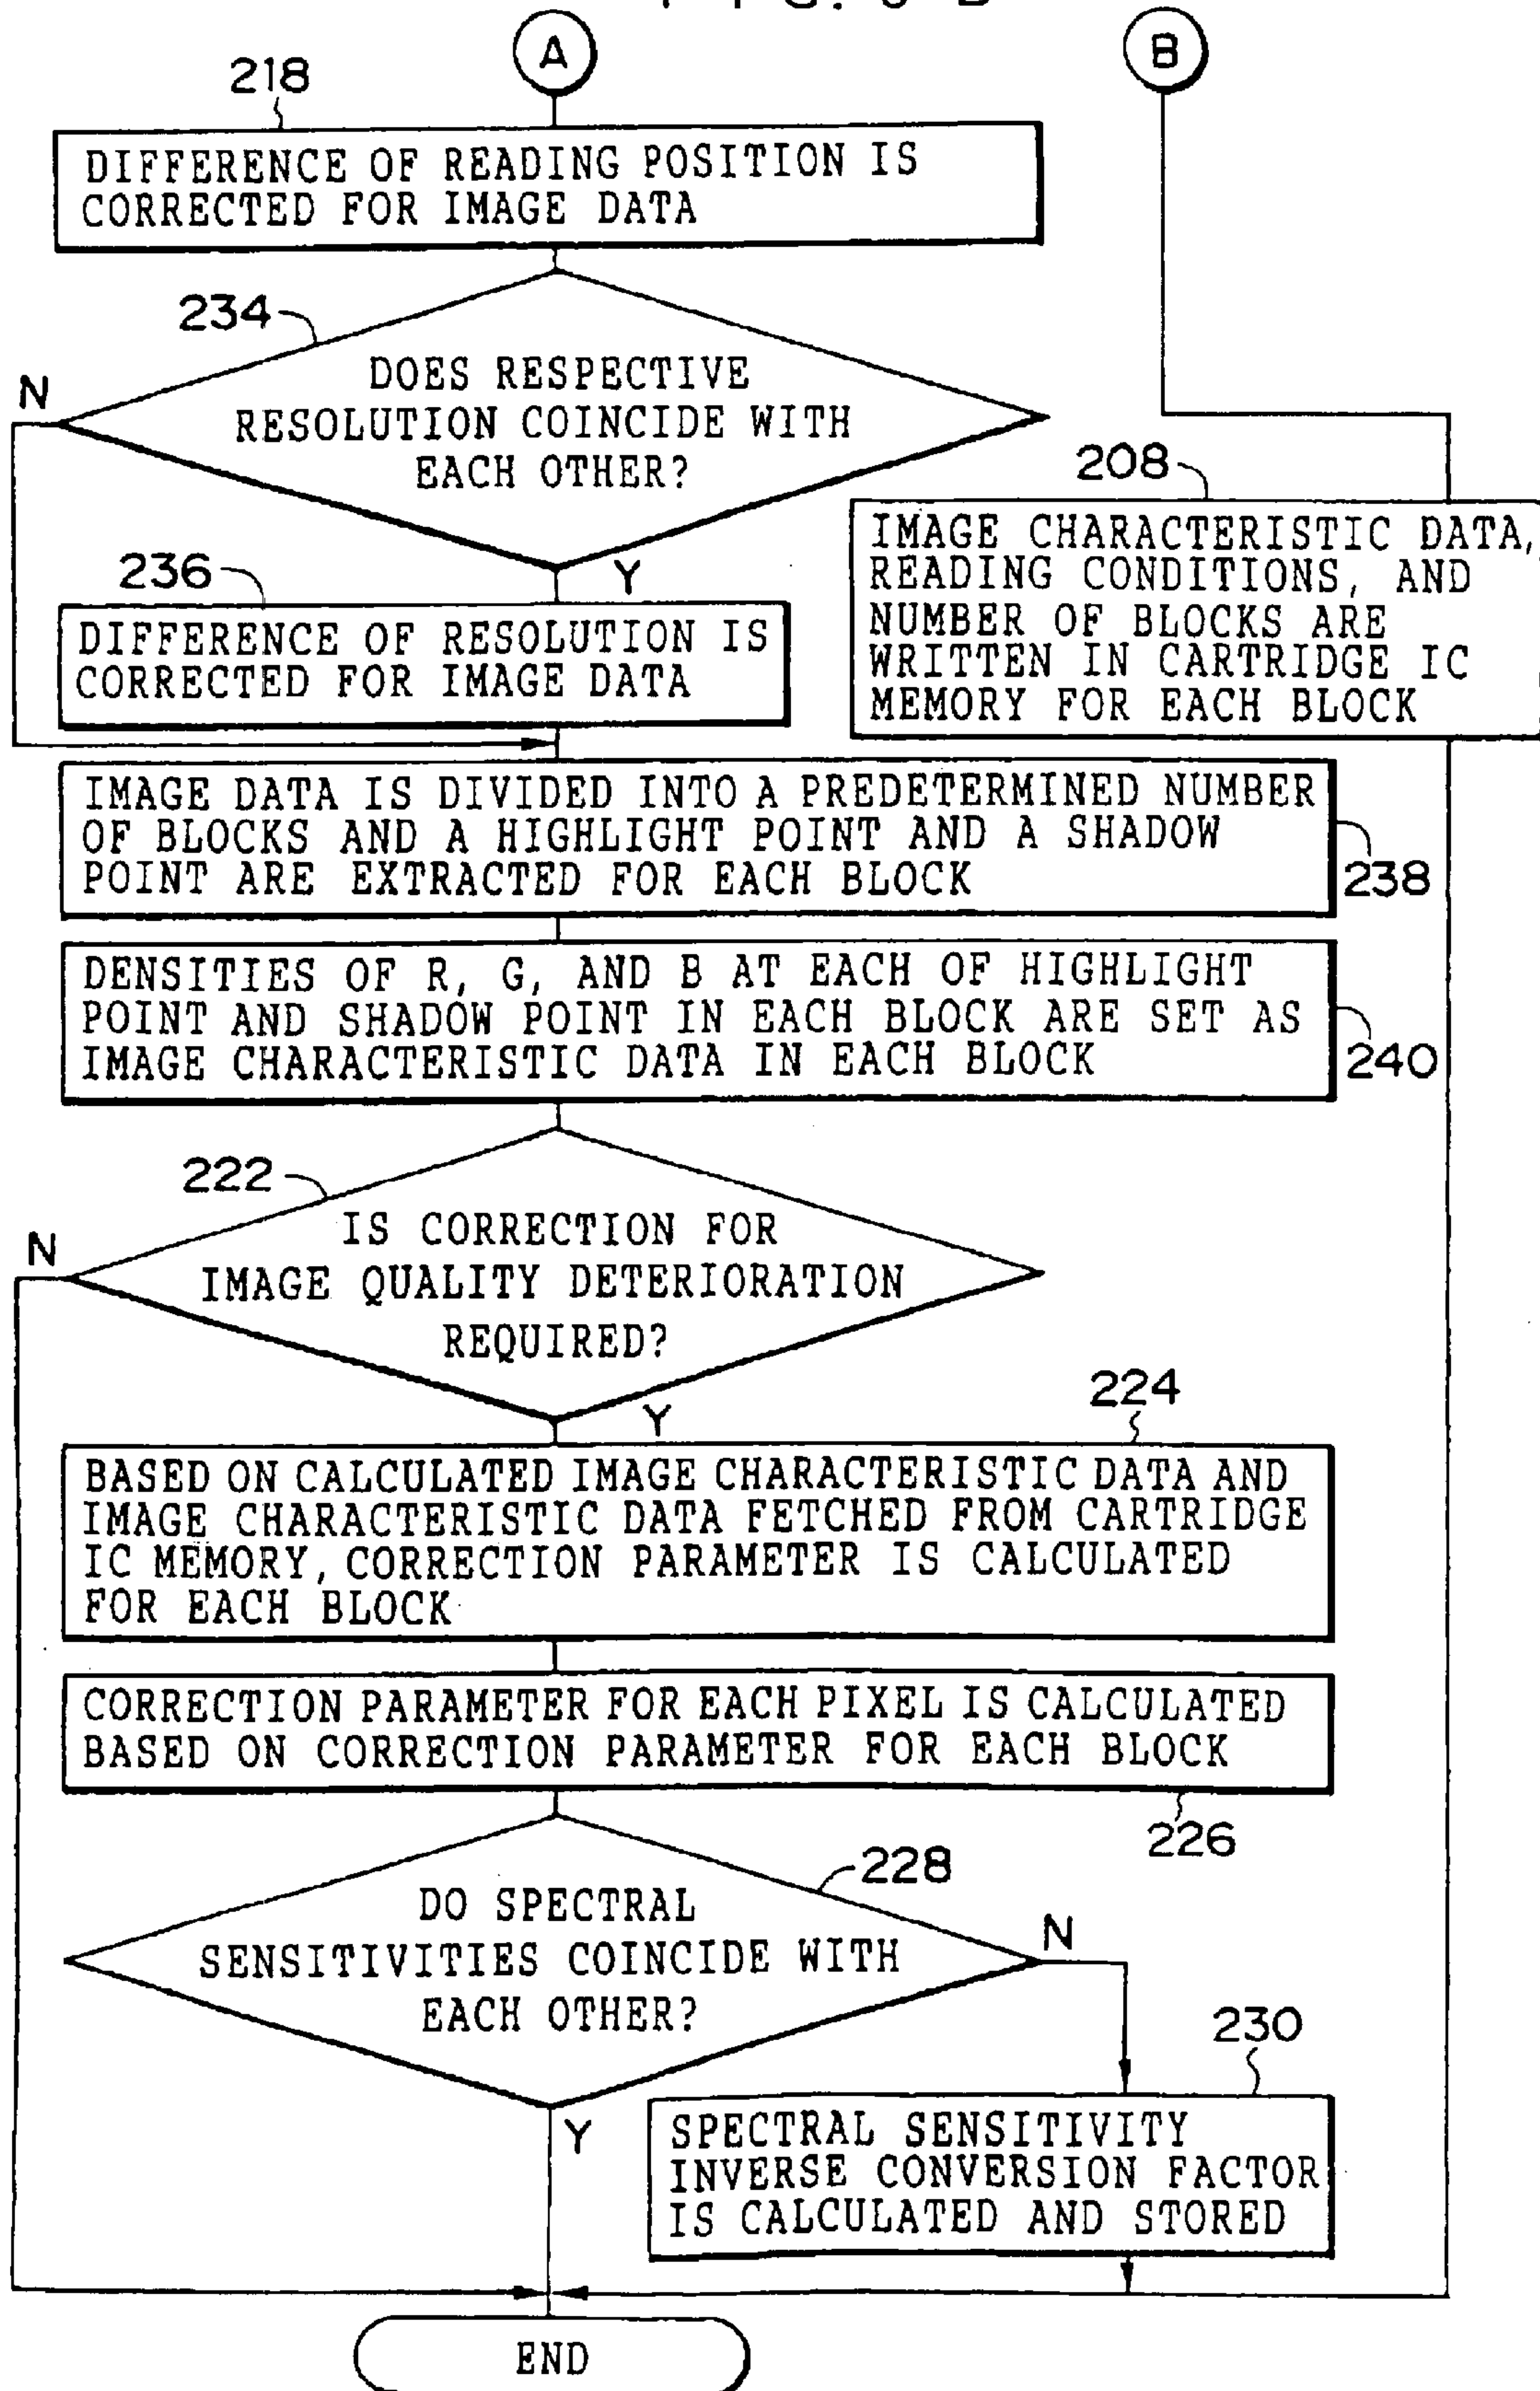 A
B
218
DIFFERENCE OF READING POSITION IS
CORRECTED FOR IMAGE DATA
234
N
DOES RESPECTIVE
RESOLUTION COINCIDE WITH
EACH OTHER?
Y
208
IMAGE CHARACTERISTIC DATA,
READING CONDITIONS, AND
NUMBER OF BLOCKS ARE
WRITTEN IN CARTRIDGE IC
MEMORY FOR EACH BLOCK
236
DIFFERENCE OF RESOLUTION IS
CORRECTED FOR IMAGE DATA
IMAGE DATA IS DIVIDED INTO A PREDETERMINED NUMBER
OF BLOCKS AND A HIGHLIGHT POINT AND A SHADOW
POINT ARE EXTRACTED FOR EACH BLOCK
238
DENSITIES OF R, G, AND B AT EACH OF HIGHLIGHT
POINT AND SHADOW POINT IN EACH BLOCK ARE SET AS
IMAGE CHARACTERISTIC DATA IN EACH BLOCK
240
222
N
IS CORRECTION FOR
IMAGE QUALITY DETERIORATION
REQUIRED?
Y
224
BASED ON CALCULATED IMAGE CHARACTERISTIC DATA AND
IMAGE CHARACTERISTIC DATA FETCHED FROM CARTRIDGE
IC MEMORY, CORRECTION PARAMETER IS CALCULATED
FOR EACH BLOCK
CORRECTION PARAMETER FOR EACH PIXEL IS CALCULATED
BASED ON CORRECTION PARAMETER FOR EACH BLOCK
226
228
DO SPECTRAL
SENSITIVITIES COINCIDE WITH
EACH OTHER?
N
Y
230
SPECTRAL SENSITIVITY
INVERSE CONVERSION FACTOR
IS CALCULATED AND STORED
END